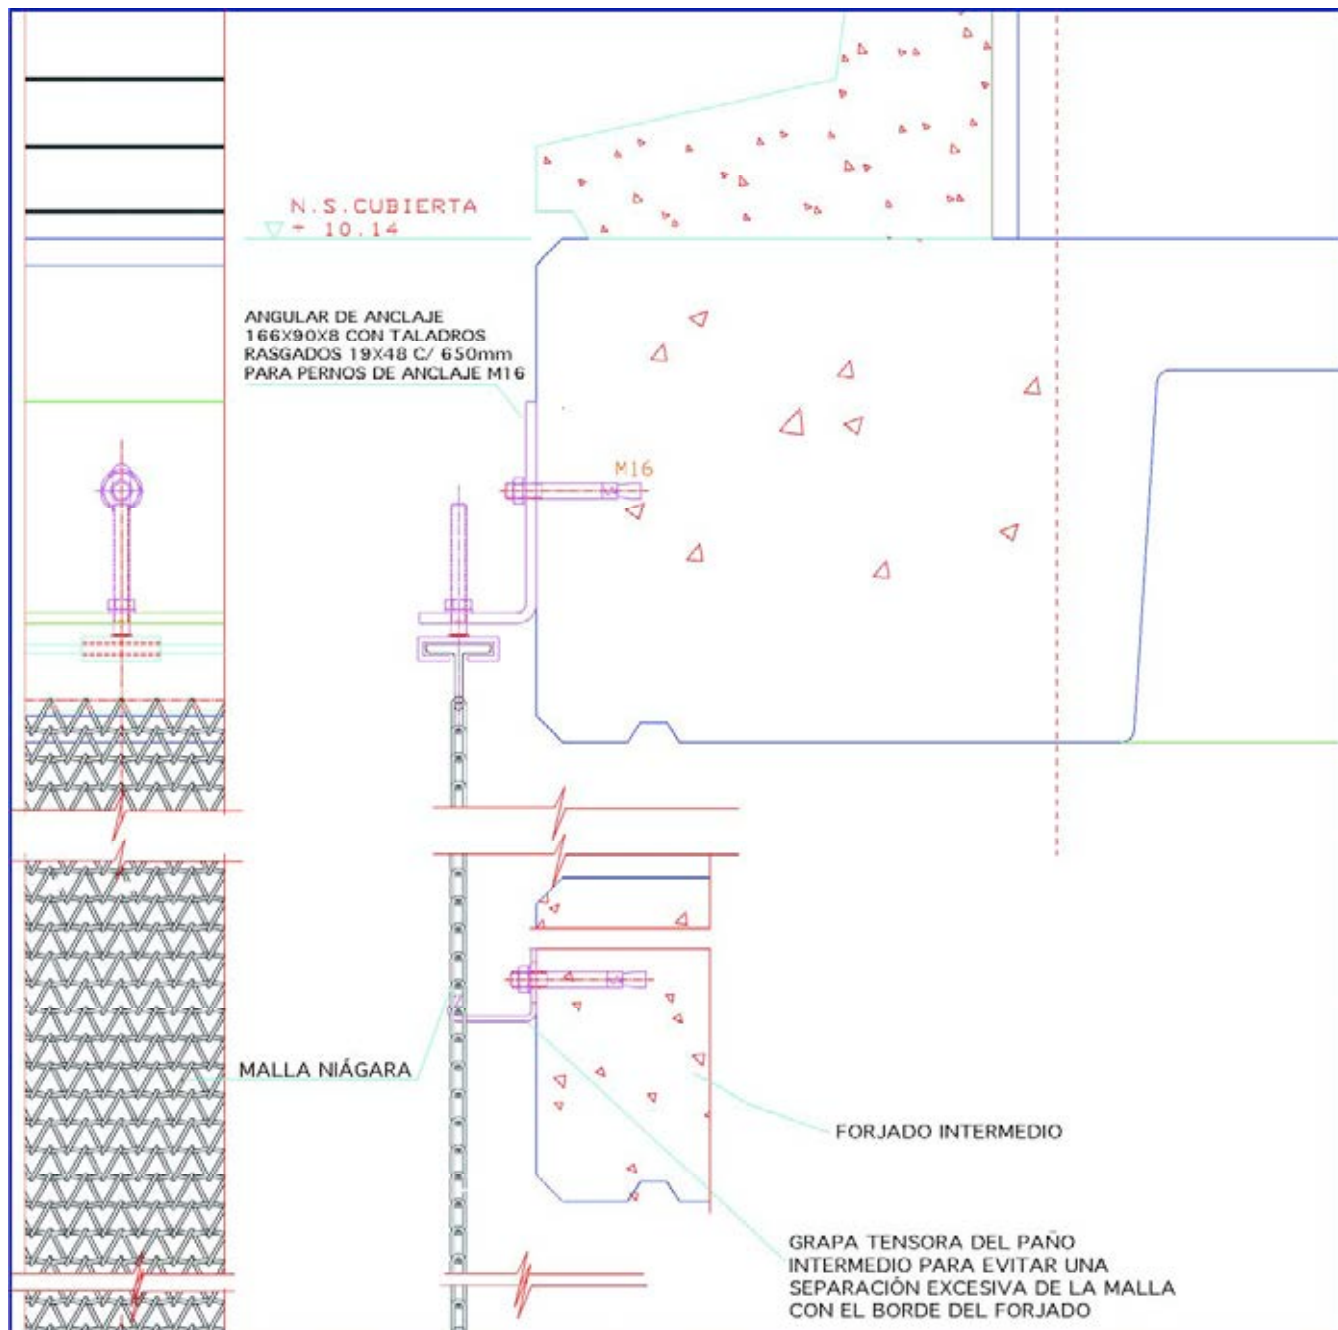 N.S.CUBIERTA
+ 10.14
ANGULAR DE ANCLAJE
166X90X8 CON TALADROS
RASGADOS 19X48 C/ 650mm
PARA PERNOS DE ANCLAJE M16
M16
MALLA NIÁGARA
FORJADO INTERMEDIO
GRAPA TENSORA DEL PAÑO
INTERMEDIO PARA EVITAR UNA
SEPARACIÓN EXCESIVA DE LA MALLA
CON EL BORDE DEL FORJADO